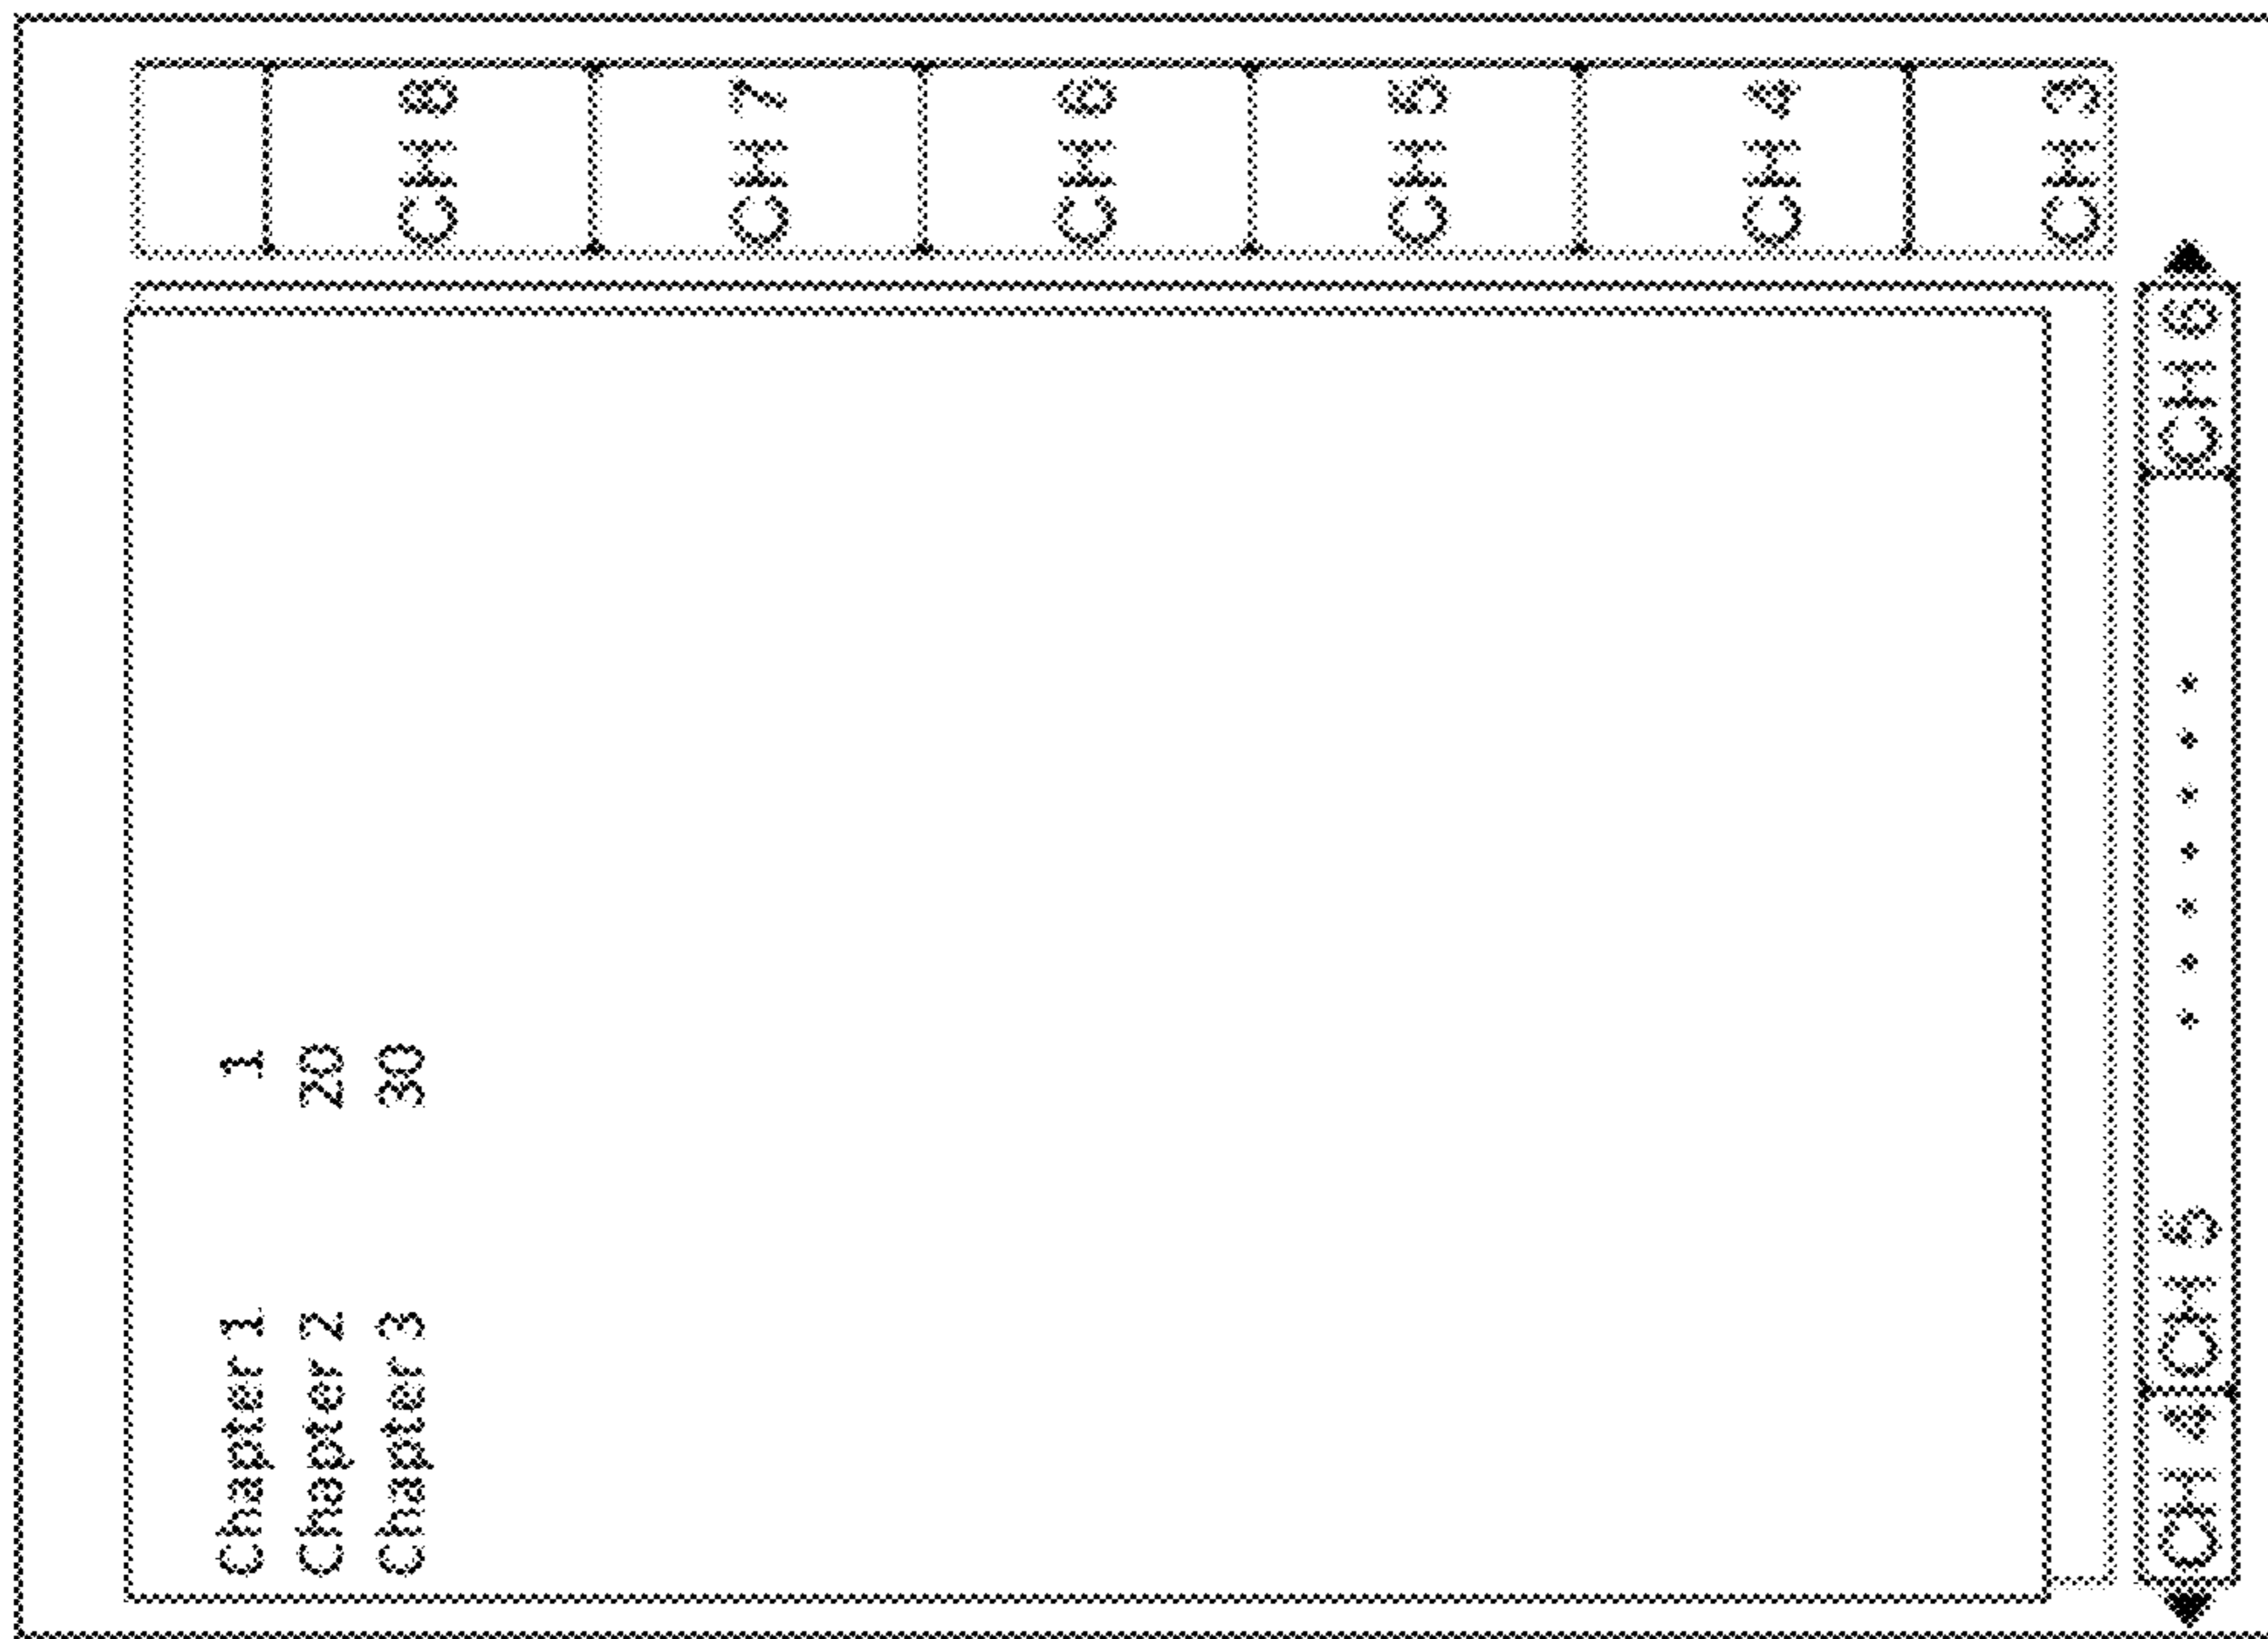 Chapter 1 1
Chapter 2 20
Chapter 3 30
CH 8
CH 7
CH 6
CH 5
CH 4
CH 3
CH 4 CH 5 ....... CH 6